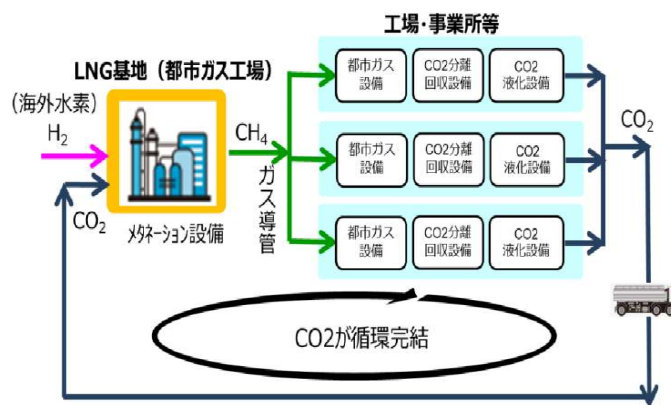 工場・事業所等
LNG基地（都市ガス工場）
(海外水素)
H2
CO2
メタネーション設備
CH4
ガス導管
都市ガス
設備
CO2分離
回収設備
CO2
液化設備
都市ガス
設備
CO2分離
回収設備
CO2
液化設備
都市ガス
設備
CO2分離
回収設備
CO2
液化設備
CO2
CO2が循環完結